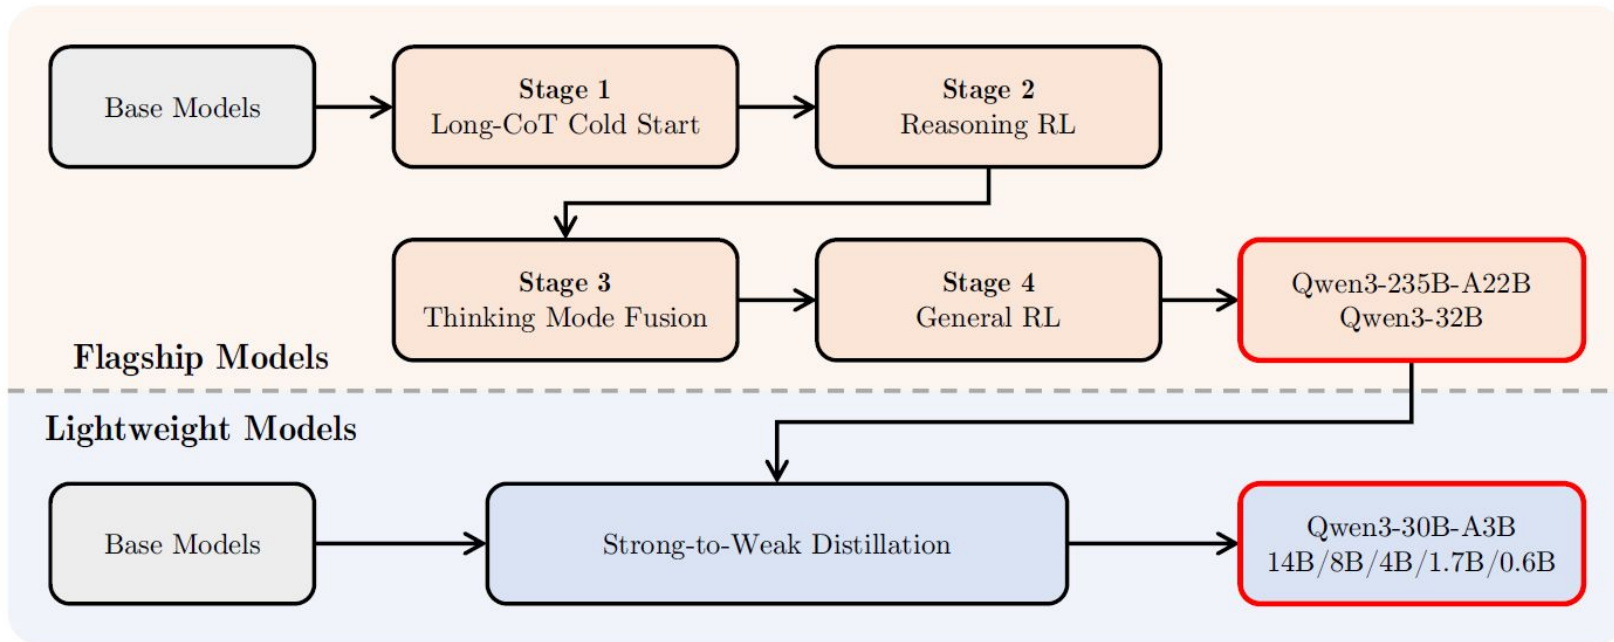 Base Models
Stage 1
Long-CoT Cold Start
Stage 2
Reasoning RL
Stage 3
Thinking Mode Fusion
Stage 4
General RL
Qwen3-235B-A22B
Qwen3-32B
Flagship Models
Lightweight Models
Base Models
Strong-to-Weak Distillation
Qwen3-30B-A3B
14B/8B/4B/1.7B/0.6B